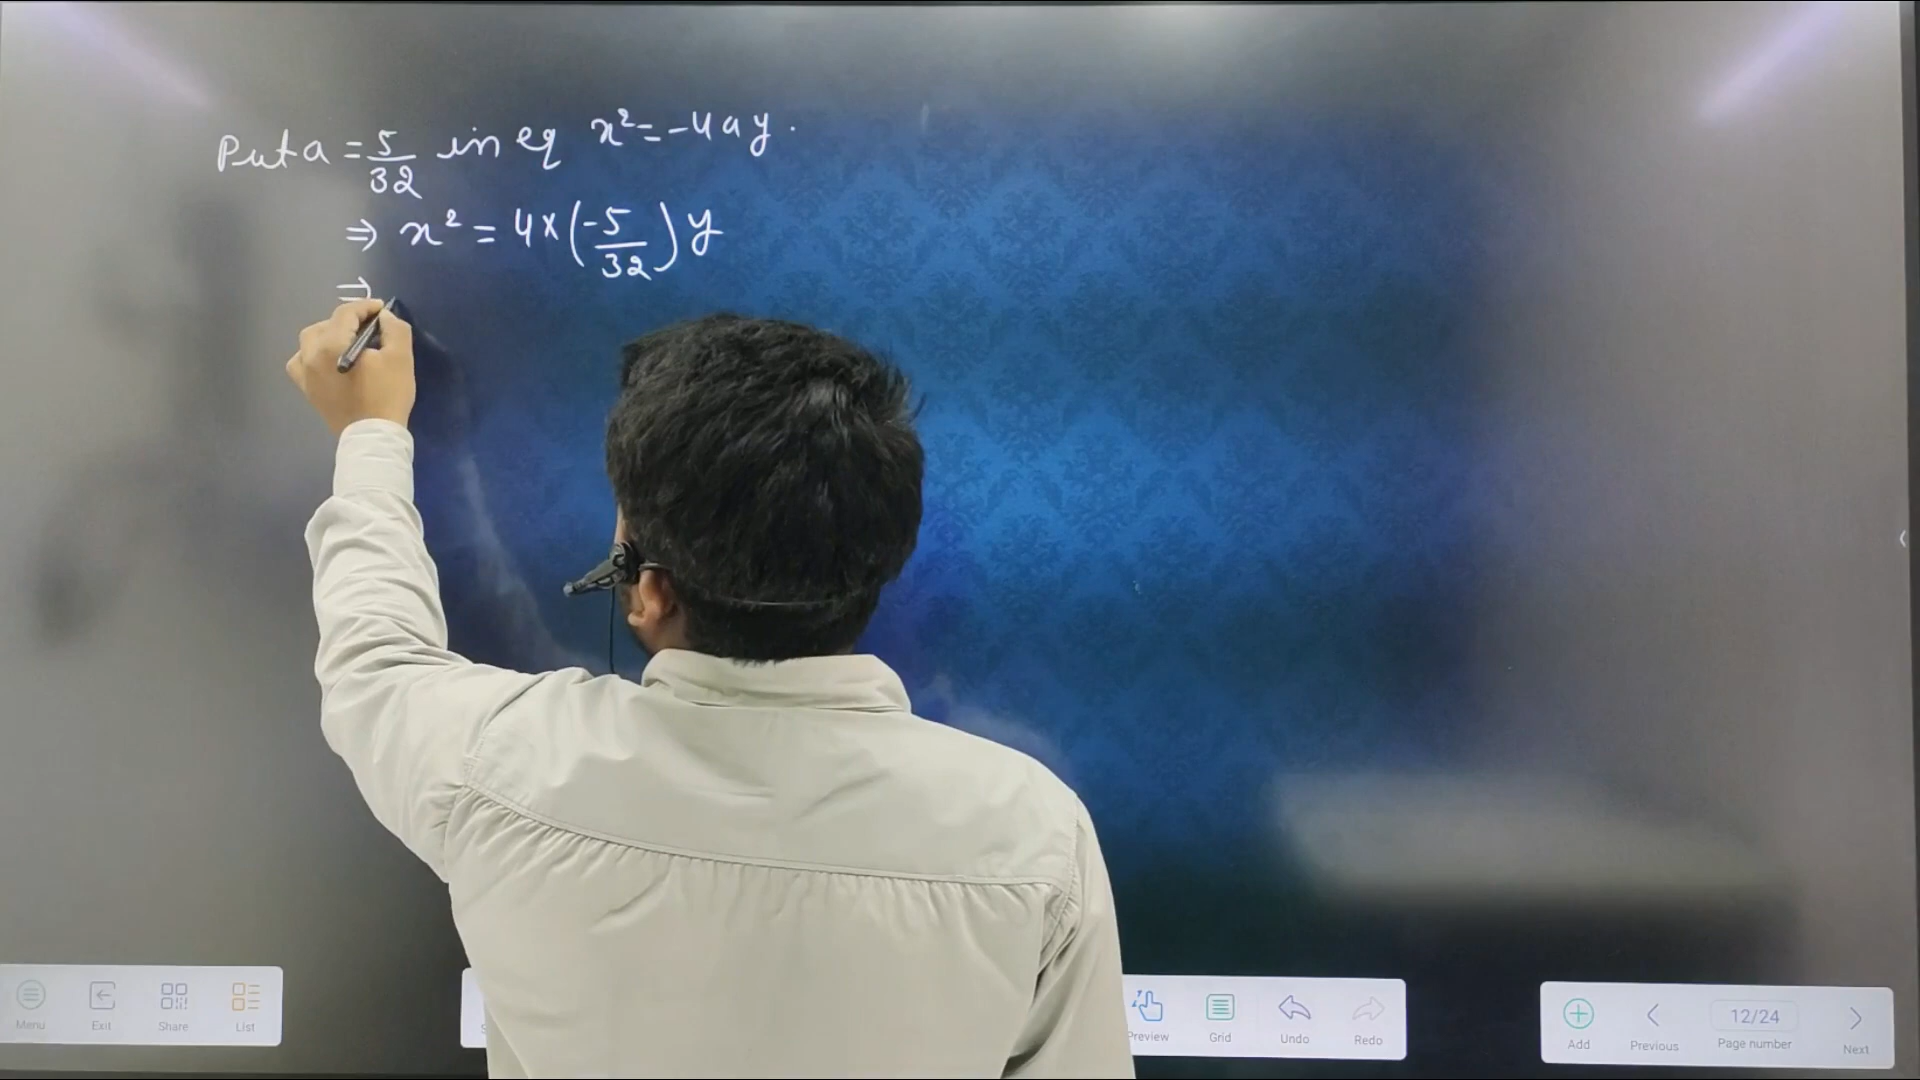 Put a = 5/32 in eq x² = -4ay.
⇒ x² = 4 × (-5/32) y
⇒
Menu Exit Share List
Preview Grid Undo Redo
Add Previous 12/24 Page number Next